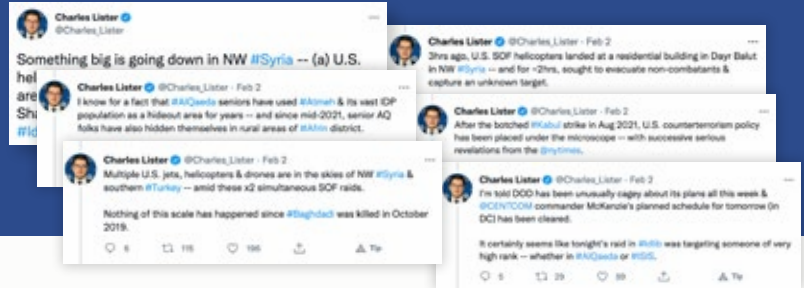 Charles Lister
@Charles_Lister
Something big is going down in NW #Syria -- (a) U.S.
hel
are
Sha
#Id
Charles Lister @Charles_Lister · Feb 2
I know for a fact that #AlQaeda seniors have used #Atmeh & its vast IDP
population as a hideout area for years -- and since mid-2021, senior AQ
folks have also hidden themselves in rural areas of #Afrin district.
Charles Lister @Charles_Lister · Feb 2
Multiple U.S. jets, helicopters & drones are in the skies of NW #Syria &
southern #Turkey -- amid these x2 simultaneous SOF raids.
Nothing of this scale has happened since #Baghdadi was killed in October
2019.
6 115 196 Tip
Charles Lister @Charles_Lister · Feb 2
3hrs ago, U.S. SOF helicopters landed at a residential building in Dayr Balut
in NW #Syria -- and for ~2hrs, sought to evacuate non-combatants &
capture an unknown target.
Charles Lister @Charles_Lister · Feb 2
After the botched #Kabul strike in Aug 2021, U.S. counterterrorism policy
has been placed under the microscope -- with successive serious
revelations from the @nytimes.
Charles Lister @Charles_Lister · Feb 2
I'm told DOD has been unusually cagey about its plans all this week &
@CENTCOM commander McKenzie's planned schedule for tomorrow (in
DC) has been cleared.
It certainly seems like tonight's raid in #Idlib was targeting someone of very
high rank -- whether in #AlQaeda or #ISIS.
5 29 Tip